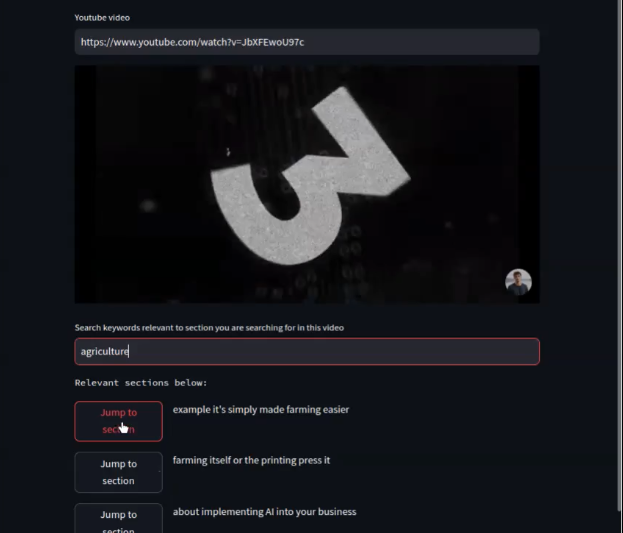 Youtube video
https://www.youtube.com/watch?v=JbXFEwoU97c
3
Search keywords relevant to section you are searching for in this video
agriculture
Relevant sections below:
Jump to
section
example it's simply made farming easier
Jump to
section
farming itself or the printing press it
Jump to
section
about implementing AI into your business